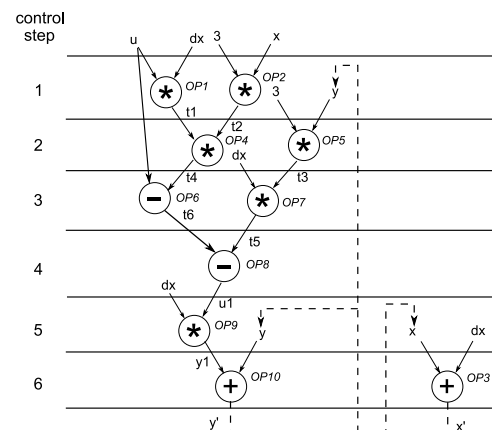 control
step
u dx 3 x
1 OP1 OP2 3 y
t1 t2
2 OP4 OP5
dx
t4 t3
3 OP6 OP7
t6
t5
4 OP8
dx u1
5 OP9 y x dx
y1
6 OP10 OP3
y' x'